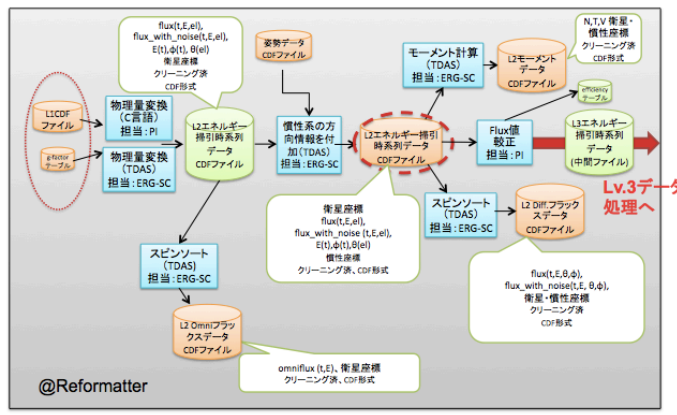 flux(t,E,el),
flux_with_noise(t,E,el),
E(t),ϕ(t), θ(el)
衛星座標
クリーニング済
CDF形式
姿勢データ
CDFファイル
モーメント計算
(TDAS)
担当:ERG-SC
L2モーメント
データ
CDFファイル
N,T,V 衛星・
慣性座標
クリーニング済
CDF形式
L1CDF
ファイル
g-factor
テーブル
物理量変換
(C言語)
担当:PI
物理量変換
(TDAS)
担当:ERG-SC
L2エネルギー
掃引時系列
データ
CDFファイル
慣性系の方
向情報を付
加(TDAS)
担当:ERG-SC
L2エネルギー掃引
時系列データ
CDFファイル
Flux値
較正
担当:PI
efficiency
テーブル
L3エネルギー
掃引時系列
データ
(中間ファイル)
Lv.3データ
処理へ
衛星座標
flux(t,E,el),
flux_with_noise (t,E,el),
E(t),ϕ(t),θ(el)
慣性座標
クリーニング済、CDF形式
スピンソート
(TDAS)
担当:ERG-SC
L2 Diff.フラック
スデータ
CDFファイル
flux(t,E,θ,ϕ),
flux_with_noise(t,E, θ,ϕ),
衛星・慣性座標
クリーニング済
CDF形式
スピンソート
(TDAS)
担当:ERG-SC
L2 Omniフラッ
クスデータ
CDFファイル
omniflux (t,E)、衛星座標
クリーニング済、CDF形式
@Reformatter